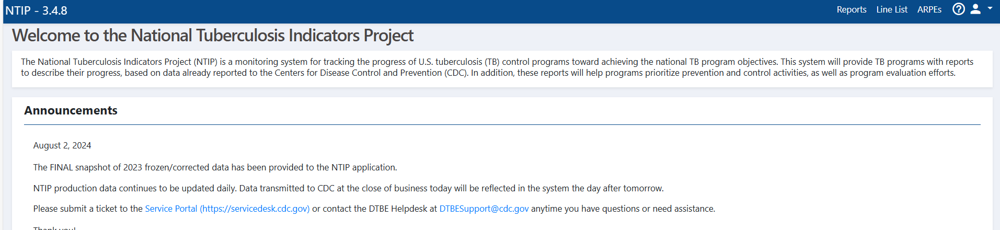 NTIP - 3.4.8
Reports Line List ARPEs
Welcome to the National Tuberculosis Indicators Project
The National Tuberculosis Indicators Project (NTIP) is a monitoring system for tracking the progress of U.S. tuberculosis (TB) control programs toward achieving the national TB program objectives. This system will provide TB programs with reports
to describe their progress, based on data already reported to the Centers for Disease Control and Prevention (CDC). In addition, these reports will help programs prioritize prevention and control activities, as well as program evaluation efforts.
Announcements
August 2, 2024
The FINAL snapshot of 2023 frozen/corrected data has been provided to the NTIP application.
NTIP production data continues to be updated daily. Data transmitted to CDC at the close of business today will be reflected in the system the day after tomorrow.
Please submit a ticket to the Service Portal (https://servicedesk.cdc.gov) or contact the DTBE Helpdesk at DTBESupport@cdc.gov anytime you have questions or need assistance.
Thank you!